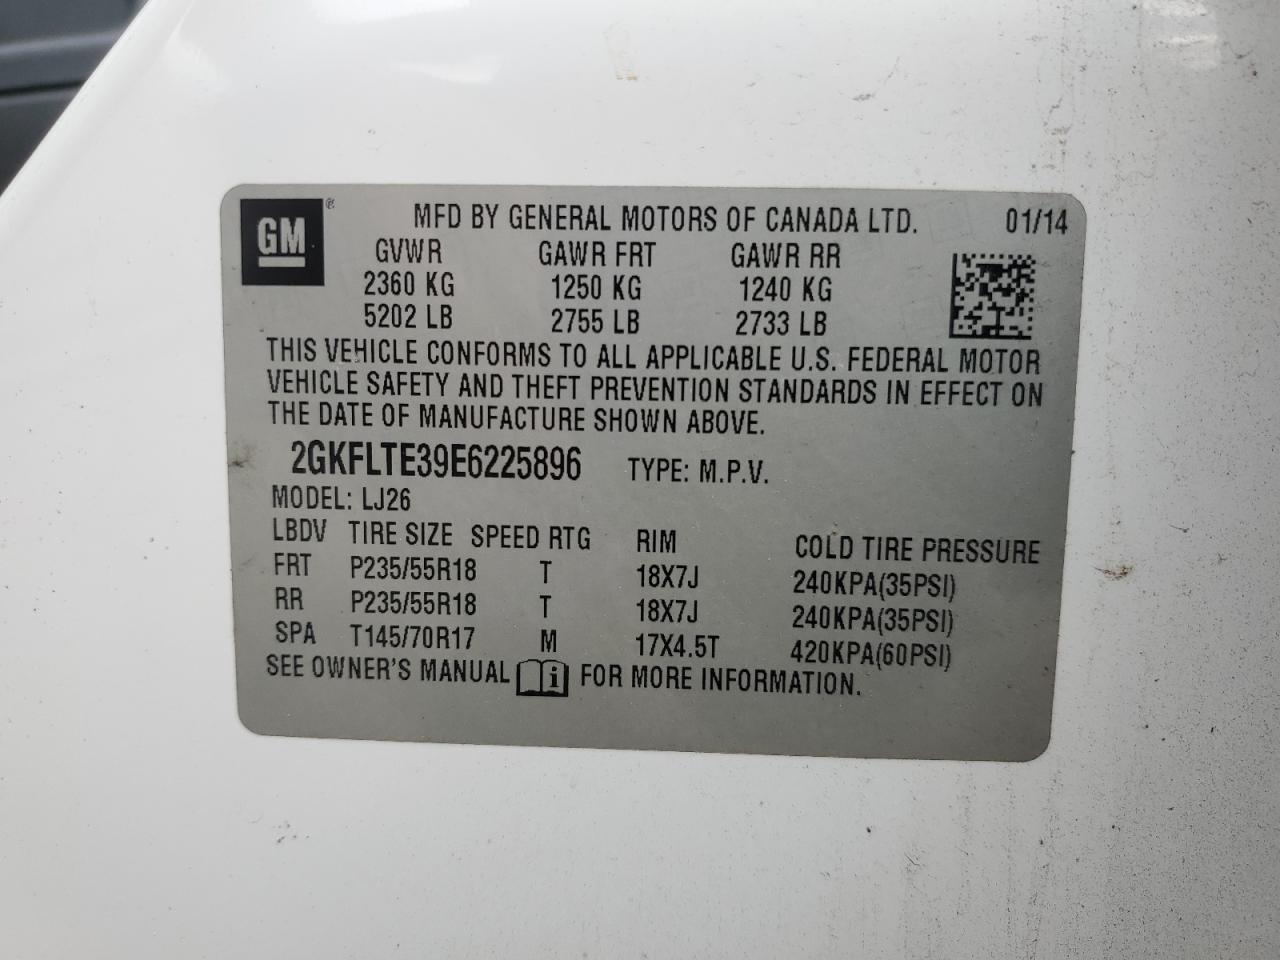 GM®
MFD BY GENERAL MOTORS OF CANADA LTD. 01/14
GVWR GAWR FRT GAWR RR
2360 KG 1250 KG 1240 KG
5202 LB 2755 LB 2733 LB
THIS VEHICLE CONFORMS TO ALL APPLICABLE U.S. FEDERAL MOTOR
VEHICLE SAFETY AND THEFT PREVENTION STANDARDS IN EFFECT ON
THE DATE OF MANUFACTURE SHOWN ABOVE.
2GKFLTE39E6225896 TYPE: M.P.V.
MODEL: LJ26
LBDV TIRE SIZE SPEED RTG RIM COLD TIRE PRESSURE
FRT P235/55R18 T 18X7J 240KPA(35PSI)
RR P235/55R18 T 18X7J 240KPA(35PSI)
SPA T145/70R17 M 17X4.5T 420KPA(60PSI)
SEE OWNER'S MANUAL i FOR MORE INFORMATION.